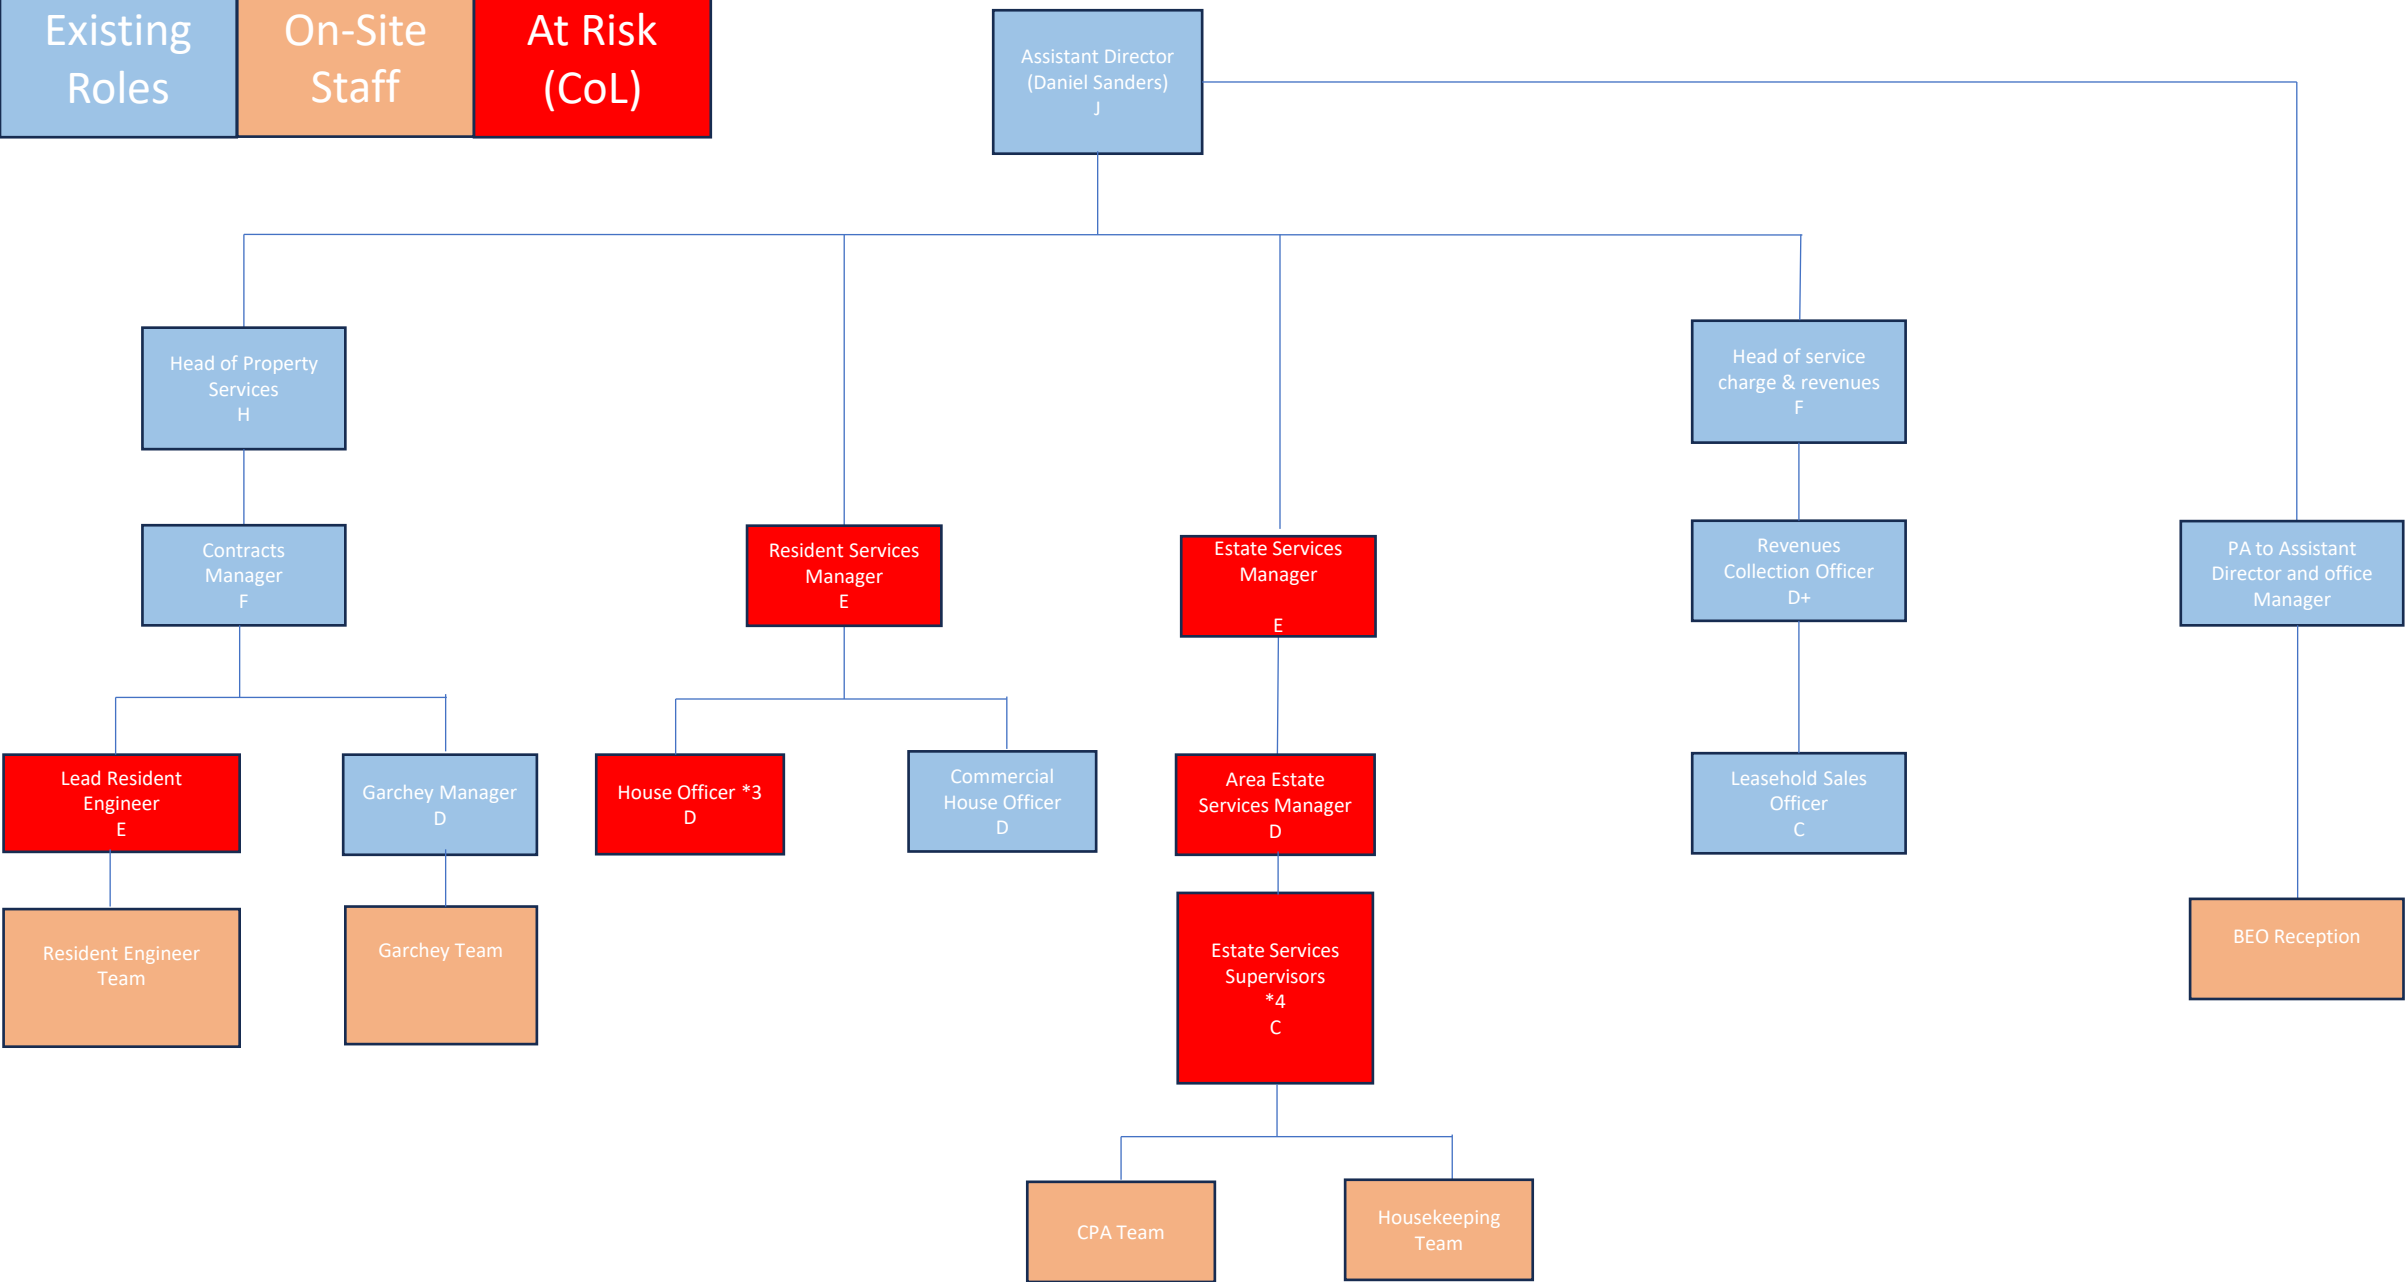 Existing
Roles
On-Site
Staff
At Risk
(CoL)
Assistant Director
(Daniel Sanders)
J
Head of Property
Services
H
Head of service
charge & revenues
F
Contracts
Manager
F
Resident Services
Manager
E
Estate Services
Manager
E
Revenues
Collection Officer
D+
PA to Assistant
Director and office
Manager
Lead Resident
Engineer
E
Garchey Manager
D
House Officer *3
D
Commercial
House Officer
D
Area Estate
Services Manager
D
Leasehold Sales
Officer
C
Resident Engineer
Team
Garchey Team
Estate Services
Supervisors
*4
C
BEO Reception
CPA Team
Housekeeping
Team